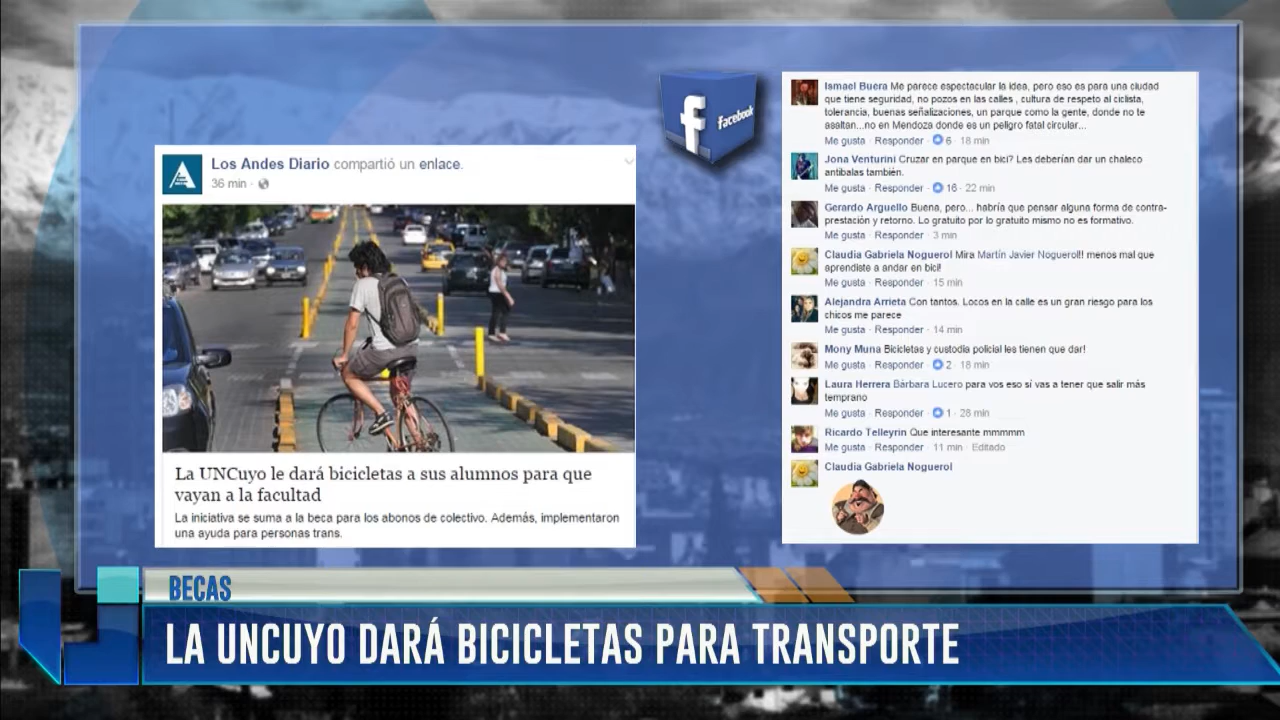 Los Andes Diario compartió un enlace.
36 min
La UNCuyo le dará bicicletas a sus alumnos para que
vayan a la facultad
La iniciativa se suma a la beca para los abonos de colectivo. Además, implementaron
una ayuda para personas trans.
f facebook
Ismael Buera Me parece espectacular la idea, pero eso es para una ciudad
que tiene seguridad, no pozos en las calles , cultura de respeto al ciclista,
tolerancia, buenas señalizaciones, un parque como la gente, donde no te
asaltan...no en Mendoza donde es un peligro fatal circular...
Me gusta · Responder · 6 · 18 min
Jona Venturini Cruzar en parque en bici? Les deberían dar un chaleco
antibalas también.
Me gusta · Responder · 16 · 22 min
Gerardo Arguello Buena, pero... habría que pensar alguna forma de contra-
prestación y retorno. Lo gratuito por lo gratuito mismo no es formativo.
Me gusta · Responder · 3 min
Claudia Gabriela Noguerol Mira Martín Javier Noguerol!! menos mal que
aprendiste a andar en bici!
Me gusta · Responder · 15 min
Alejandra Arrieta Con tantos. Locos en la calle es un gran riesgo para los
chicos me parece
Me gusta · Responder · 14 min
Mony Muna Bicicletas y custodia policial les tienen que dar!
Me gusta · Responder · 2 · 18 min
Laura Herrera Bárbara Lucero para vos eso sí vas a tener que salir más
temprano
Me gusta · Responder · 1 · 28 min
Ricardo Telleyrin Que interesante mmmmm
Me gusta · Responder · 11 min · Editado
Claudia Gabriela Noguerol
BECAS
LA UNCUYO DARÁ BICICLETAS PARA TRANSPORTE